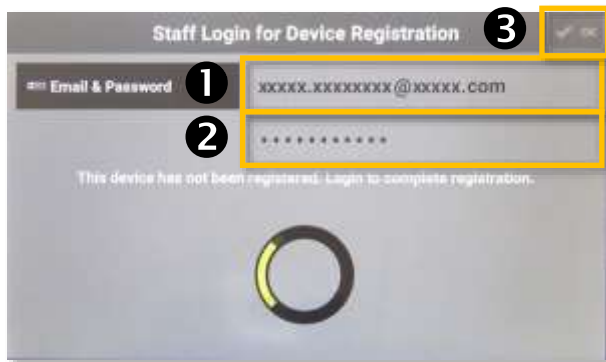 Staff Login for Device Registration
3
OK
Email & Password
1
xxxxx.xxxxxxxx@xxxxx.com
2
•••••••••••
This device has not been registered. Login to complete registration.